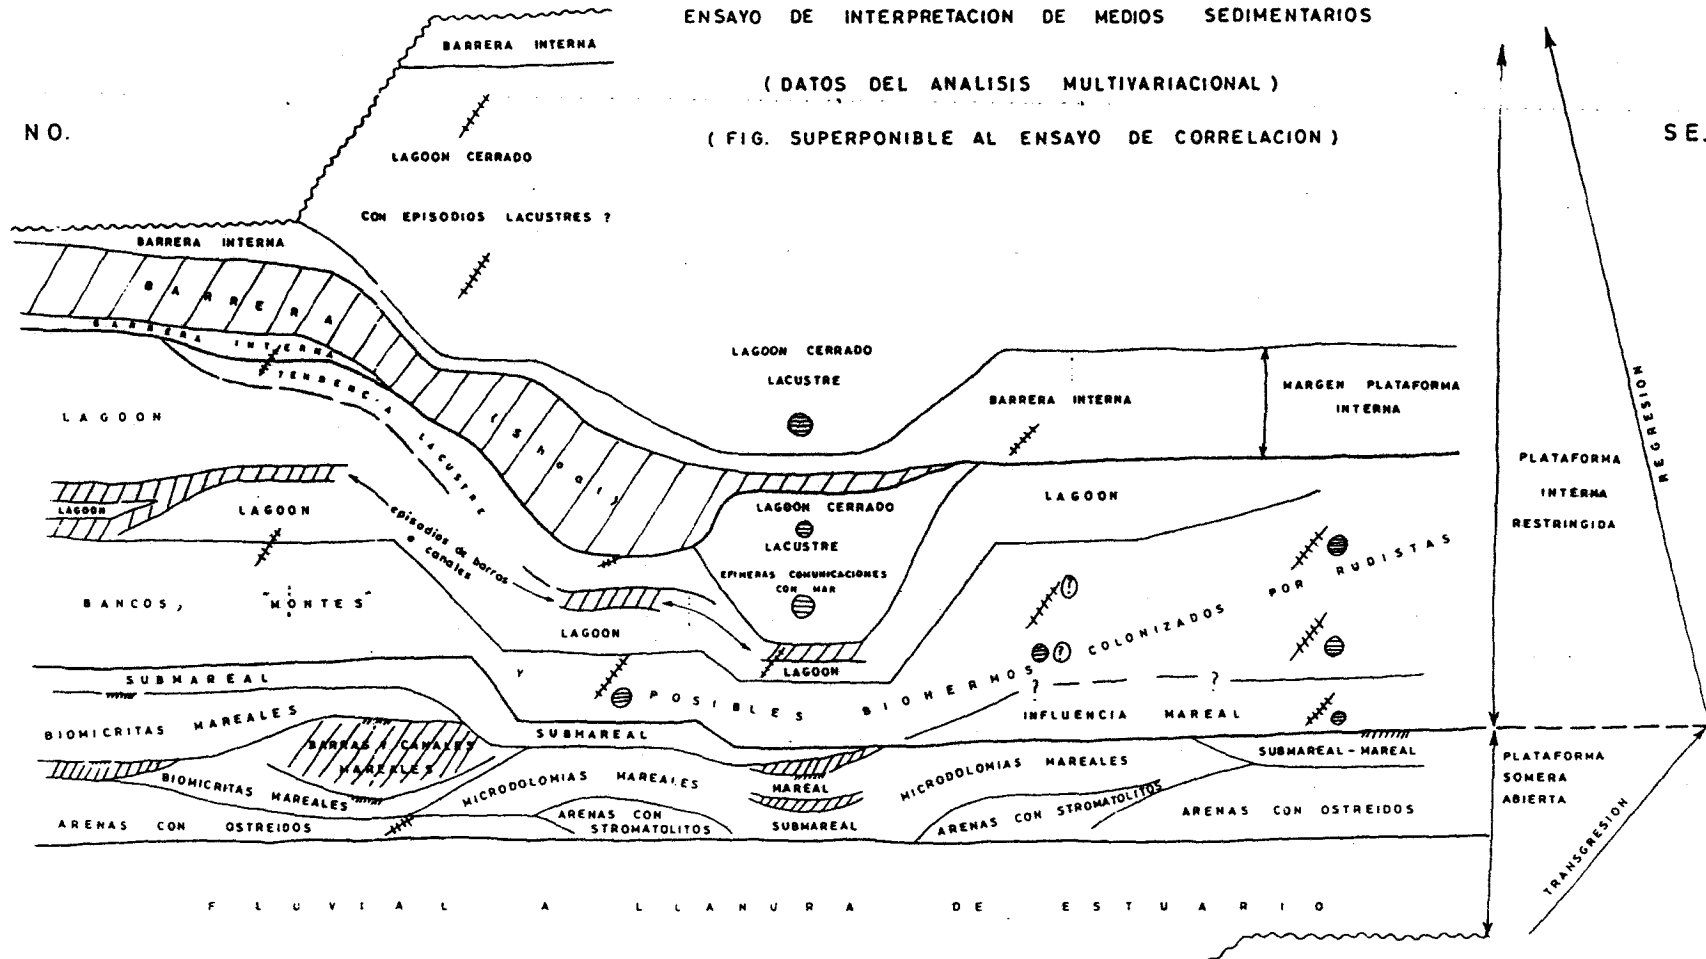 ENSAYO DE INTERPRETACION DE MEDIOS SEDIMENTARIOS
BARRERA INTERNA
( DATOS DEL ANALISIS MULTIVARIACIONAL )
NO.
( FIG. SUPERPONIBLE AL ENSAYO DE CORRELACION )
SE.
LAGOON CERRADO
CON EPISODIOS LACUSTRES ?
BARRERA INTERNA
BARRERA
BARRERA INTERNA
TENDENCIA LACUSTRE
(Shoal)
LAGOON CERRADO
LACUSTRE
BARRERA INTERNA
MARGEN PLATAFORMA
INTERNA
REGRESION
LAGOON
PLATAFORMA
INTERNA
RESTRINGIDA
LAGOON
LAGOON
LAGOON
episodios de barras
o canales
LAGOON CERRADO
LACUSTRE
EPIMERAS COMUNICACIONES
CON MAR
BANCOS, "MONTES"
LAGOON
LAGOON
Y POSIBLES BIOHERMOS COLONIZADOS POR RUDISTAS
?
?
? ?
SUBMAREAL
BIOMICRITAS MAREALES
INFLUENCIA MAREAL
SUBMAREAL
BARRAS Y CANALES
MAREALES
SUBMAREAL - MAREAL
PLATAFORMA
SOMERA
ABIERTA
BIOMICRITAS MAREALES
MICRODOLOMIAS MAREALES
MAREAL
MICRODOLOMIAS MAREALES
ARENAS CON OSTREIDOS
ARENAS CON
STROMATOLITOS
SUBMAREAL
ARENAS CON STROMATOLITOS
ARENAS CON OSTREIDOS
TRANSGRESION
FLUVIAL A LLANURA DE ESTUARIO